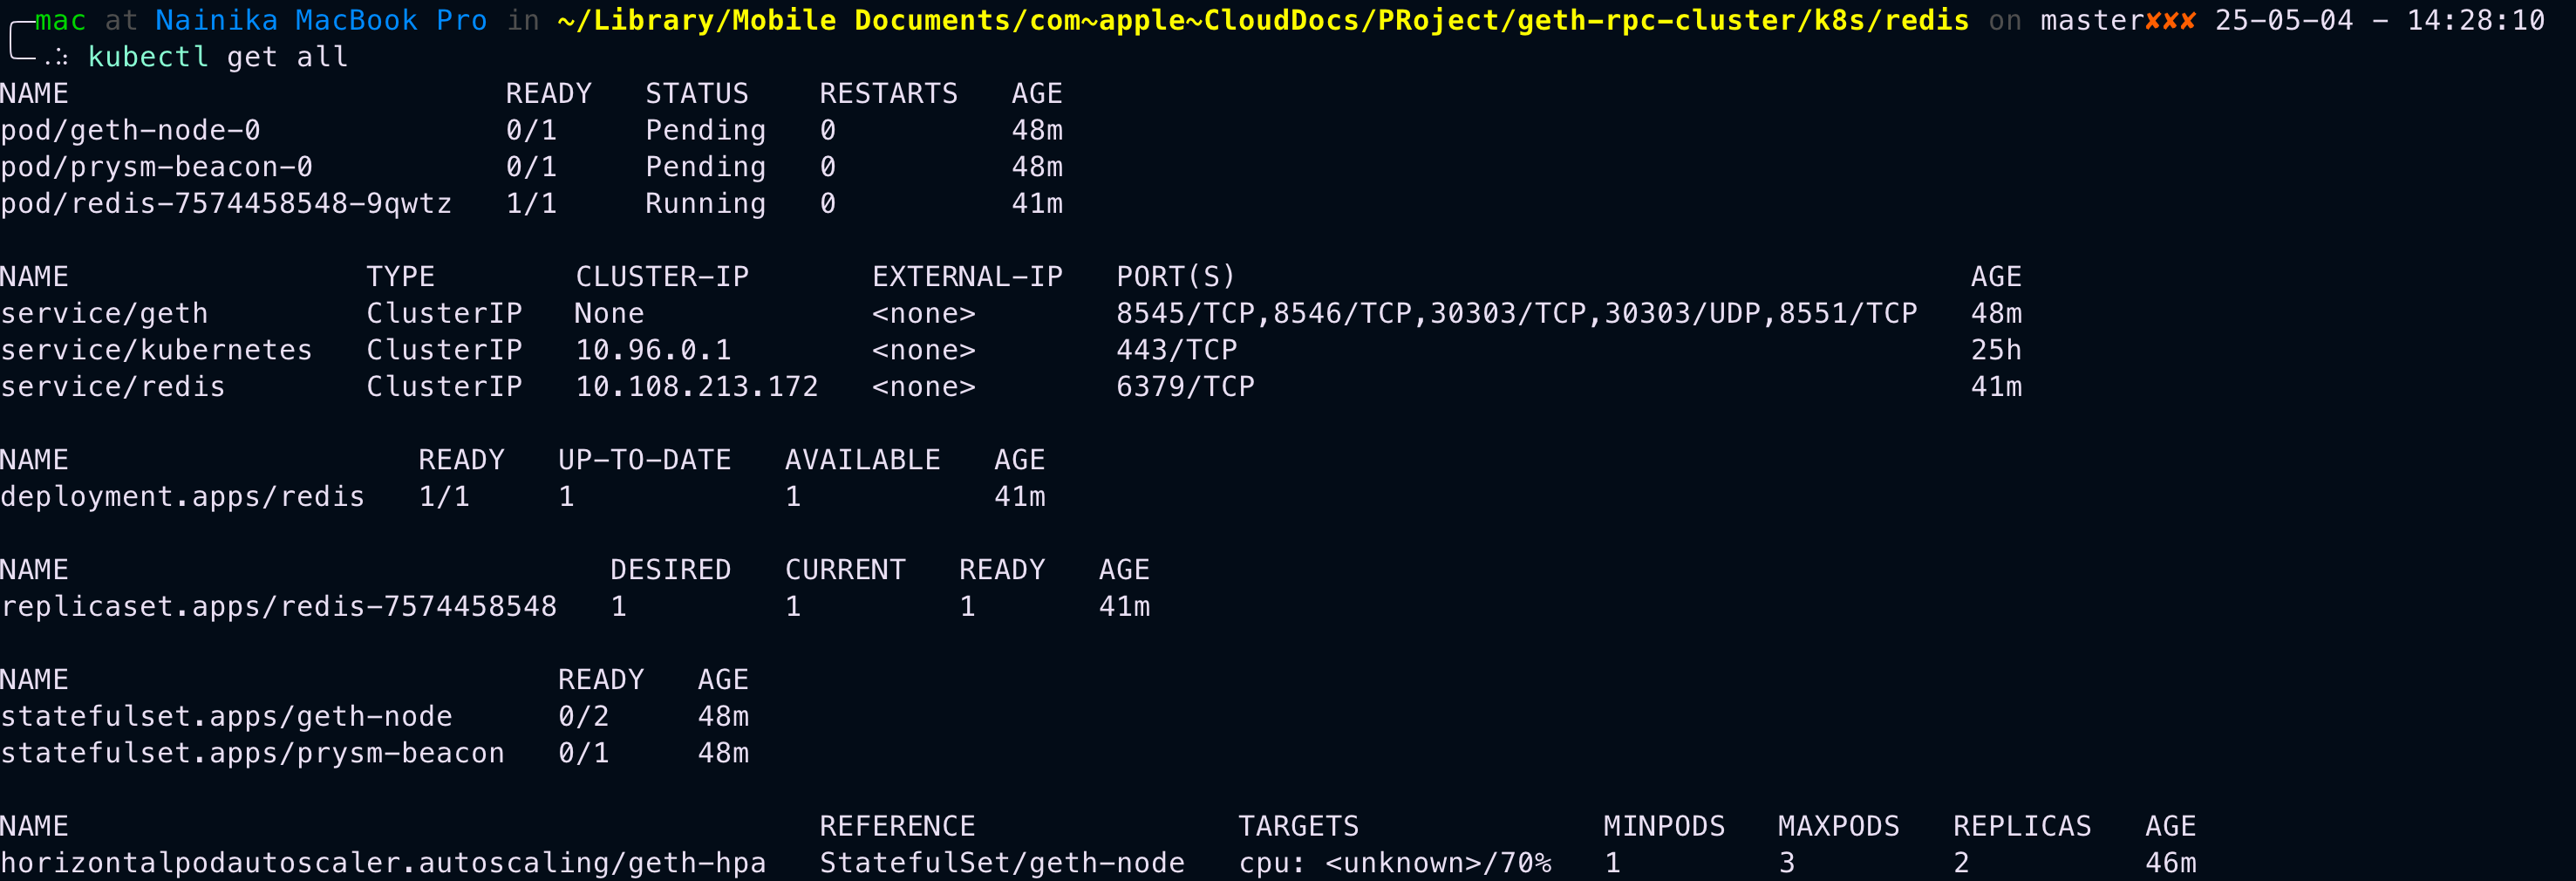 mac at Nainika MacBook Pro in ~/Library/Mobile Documents/com~apple~CloudDocs/PRoject/geth-rpc-cluster/k8s/redis on master✘✘✘ 25-05-04 - 14:28:10
kubectl get all
NAME READY STATUS RESTARTS AGE
pod/geth-node-0 0/1 Pending 0 48m
pod/prysm-beacon-0 0/1 Pending 0 48m
pod/redis-7574458548-9qwtz 1/1 Running 0 41m
NAME TYPE CLUSTER-IP EXTERNAL-IP PORT(S) AGE
service/geth ClusterIP None <none> 8545/TCP,8546/TCP,30303/TCP,30303/UDP,8551/TCP 48m
service/kubernetes ClusterIP 10.96.0.1 <none> 443/TCP 25h
service/redis ClusterIP 10.108.213.172 <none> 6379/TCP 41m
NAME READY UP-TO-DATE AVAILABLE AGE
deployment.apps/redis 1/1 1 1 41m
NAME DESIRED CURRENT READY AGE
replicaset.apps/redis-7574458548 1 1 1 41m
NAME READY AGE
statefulset.apps/geth-node 0/2 48m
statefulset.apps/prysm-beacon 0/1 48m
NAME REFERENCE TARGETS MINPODS MAXPODS REPLICAS AGE
horizontalpodautoscaler.autoscaling/geth-hpa StatefulSet/geth-node cpu: <unknown>/70% 1 3 2 46m